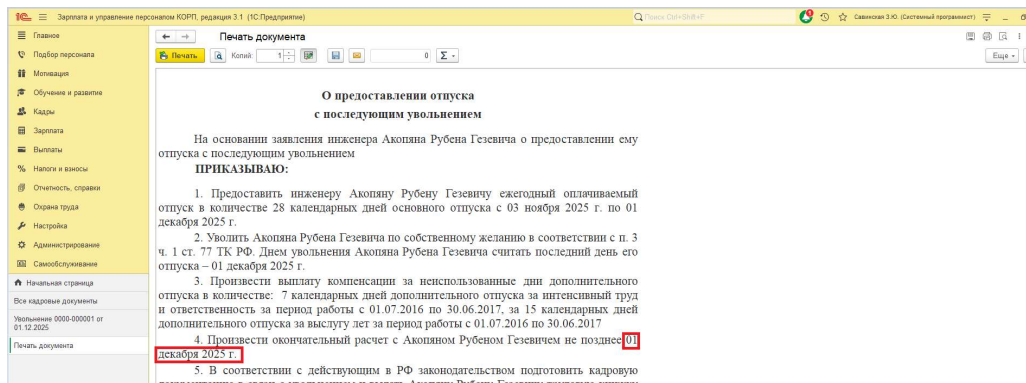 1С Зарплата и управление персоналом КОРП, редакция 3.1 (1С:Предприятие) Поиск Ctrl+Shift+F Савинская З.Ю. (Системный программист)
Главное
Подбор персонала
Мотивация
Обучение и развитие
Кадры
Зарплата
Выплаты
Налоги и взносы
Отчетность, справки
Охрана труда
Настройка
Администрирование
Самообслуживание
Начальная страница
Все кадровые документы
Увольнение 0000-000001 от
01.12.2025
Печать документа
Печать документа
Печать Копий: 1 0 Σ Еще
О предоставлении отпуска
с последующим увольнением
На основании заявления инженера Акопяна Рубена Гезевича о предоставлении ему
отпуска с последующим увольнением
ПРИКАЗЫВАЮ:
1. Предоставить инженеру Акопяну Рубену Гезевичу ежегодный оплачиваемый
отпуск в количестве 28 календарных дней основного отпуска с 03 ноября 2025 г. по 01
декабря 2025 г.
2. Уволить Акопяна Рубена Гезевича по собственному желанию в соответствии с п. 3
ч. 1 ст. 77 ТК РФ. Днем увольнения Акопяна Рубена Гезевича считать последний день его
отпуска – 01 декабря 2025 г.
3. Произвести выплату компенсации за неиспользованные дни дополнительного
отпуска в количестве: 7 календарных дней дополнительного отпуска за интенсивный труд
и ответственность за период работы с 01.07.2016 по 30.06.2017, за 15 календарных дней
дополнительного отпуска за выслугу лет за период работы с 01.07.2016 по 30.06.2017
4. Произвести окончательный расчет с Акопяном Рубеном Гезевичем не позднее 01
декабря 2025 г.
5. В соответствии с действующим в РФ законодательством подготовить кадровую